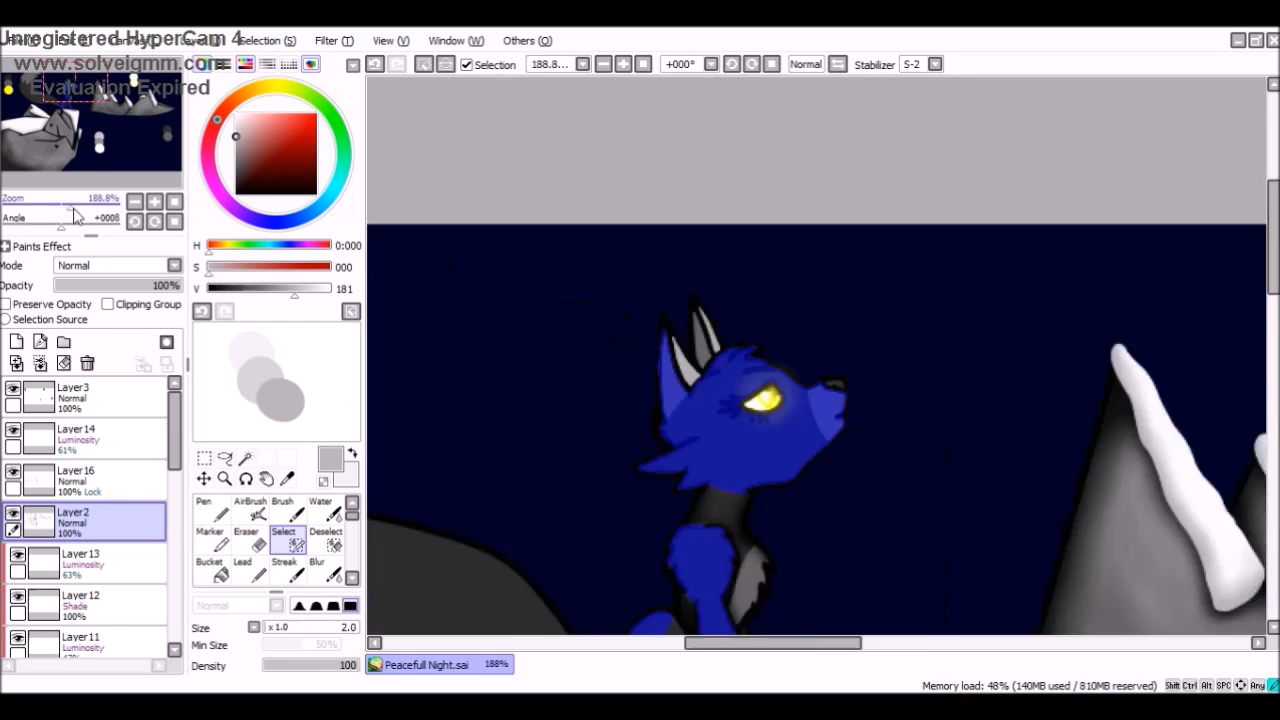 Unregistered HyperCam 4
www.solveigmm.com
Evaluation Expired
Selection (S) Filter (T) View (V) Window (W) Others (O)
Selection 188.8... +000° Normal Stabilizer S-2
Zoom 188.8%
Angle +000ß
Paints Effect
Mode Normal
Opacity 100%
Preserve Opacity Clipping Group
Selection Source
Layer3
Normal
100%
Layer14
Luminosity
61%
Layer16
Normal
100% Lock
Layer2
Normal
100%
Layer13
Luminosity
63%
Layer12
Shade
103%
Layer11
Luminosity
H 0:000
S 000
V 181
Pen AirBrush Brush Water
Marker Eraser Select Deselect
Bucket Lead Streak Blur
Normal
Size x 1.0 2.0
Min Size 50%
Density 100
Peacefull Night.sai 188%
Memory load: 48% (140MB used / 810MB reserved) Shift Ctrl Alt SPC Any